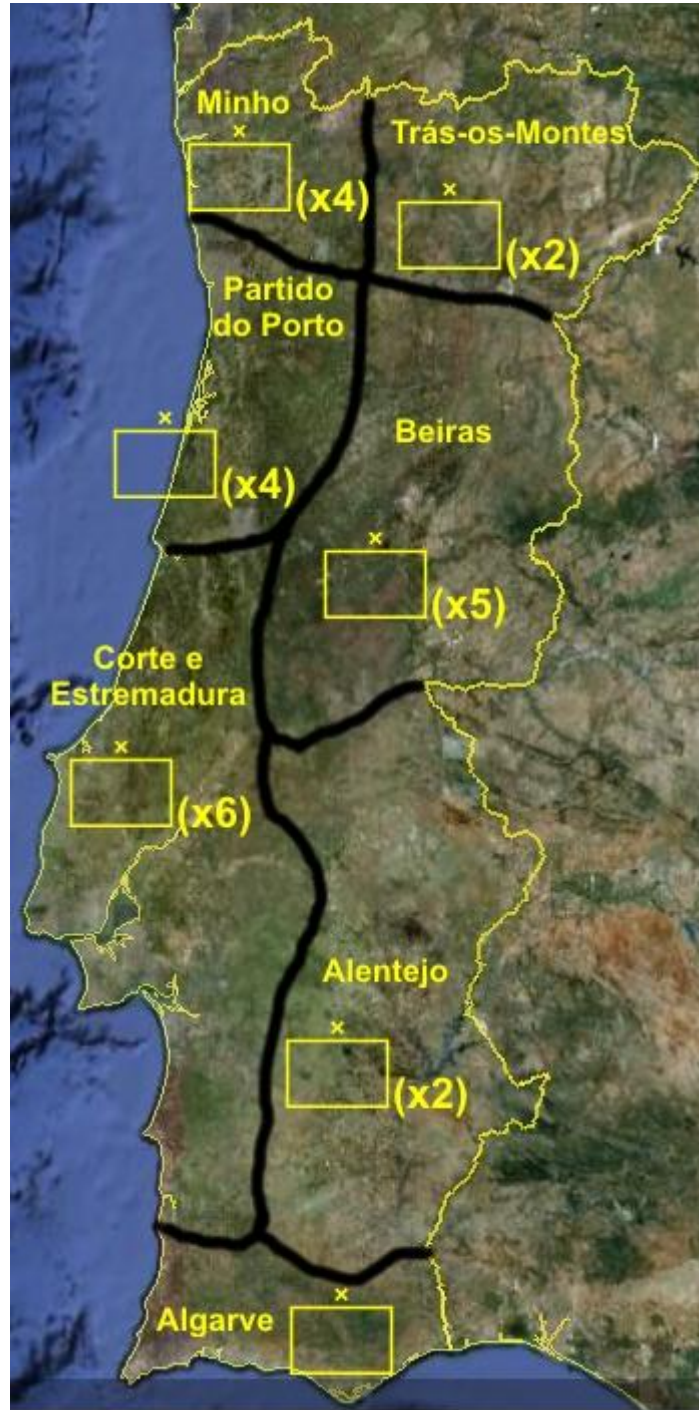 Minho
×
(x4)
Trás-os-Montes
×
(x2)
Partido
do Porto
×
(x4)
Beiras
×
(x5)
Corte e
Estremadura
×
(x6)
Alentejo
×
(x2)
Algarve
×